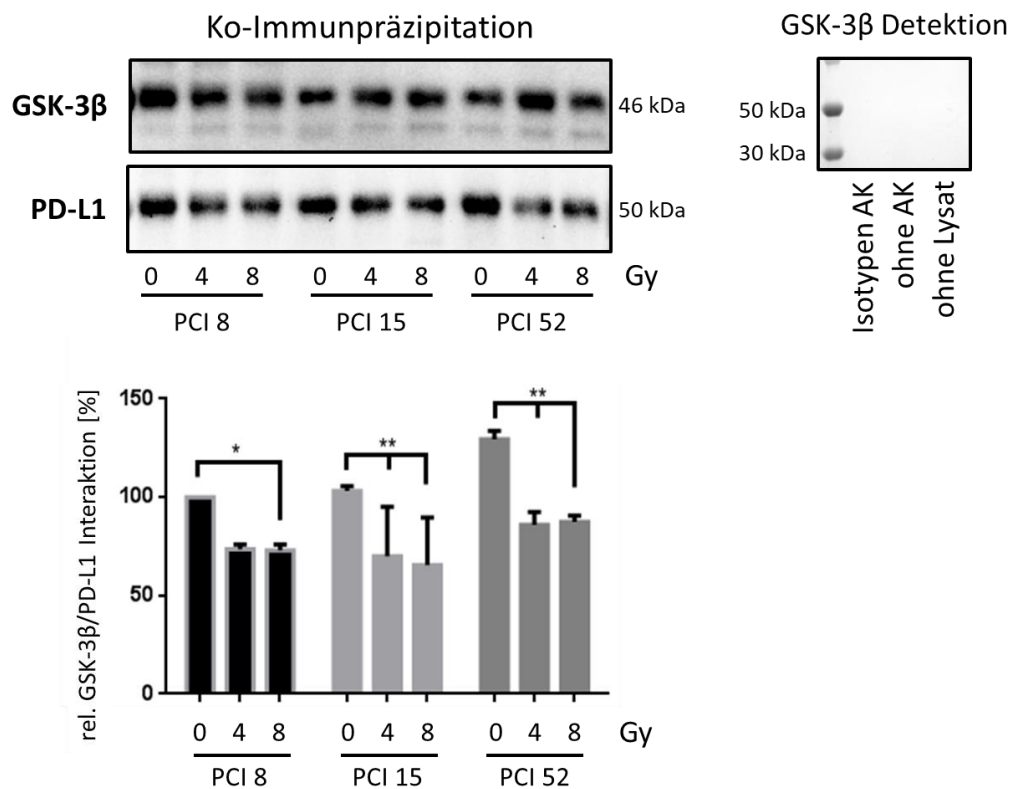 Ko-Immunpräzipitation
GSK-3β
46 kDa
PD-L1
50 kDa
0 4 8 0 4 8 0 4 8 Gy
PCI 8 PCI 15 PCI 52
GSK-3β Detektion
50 kDa
30 kDa
Isotypen AK
ohne AK
ohne Lysat
rel. GSK-3β/PD-L1 Interaktion [%]
150
100
50
0
*
**
**
0 4 8 0 4 8 0 4 8 Gy
PCI 8 PCI 15 PCI 52